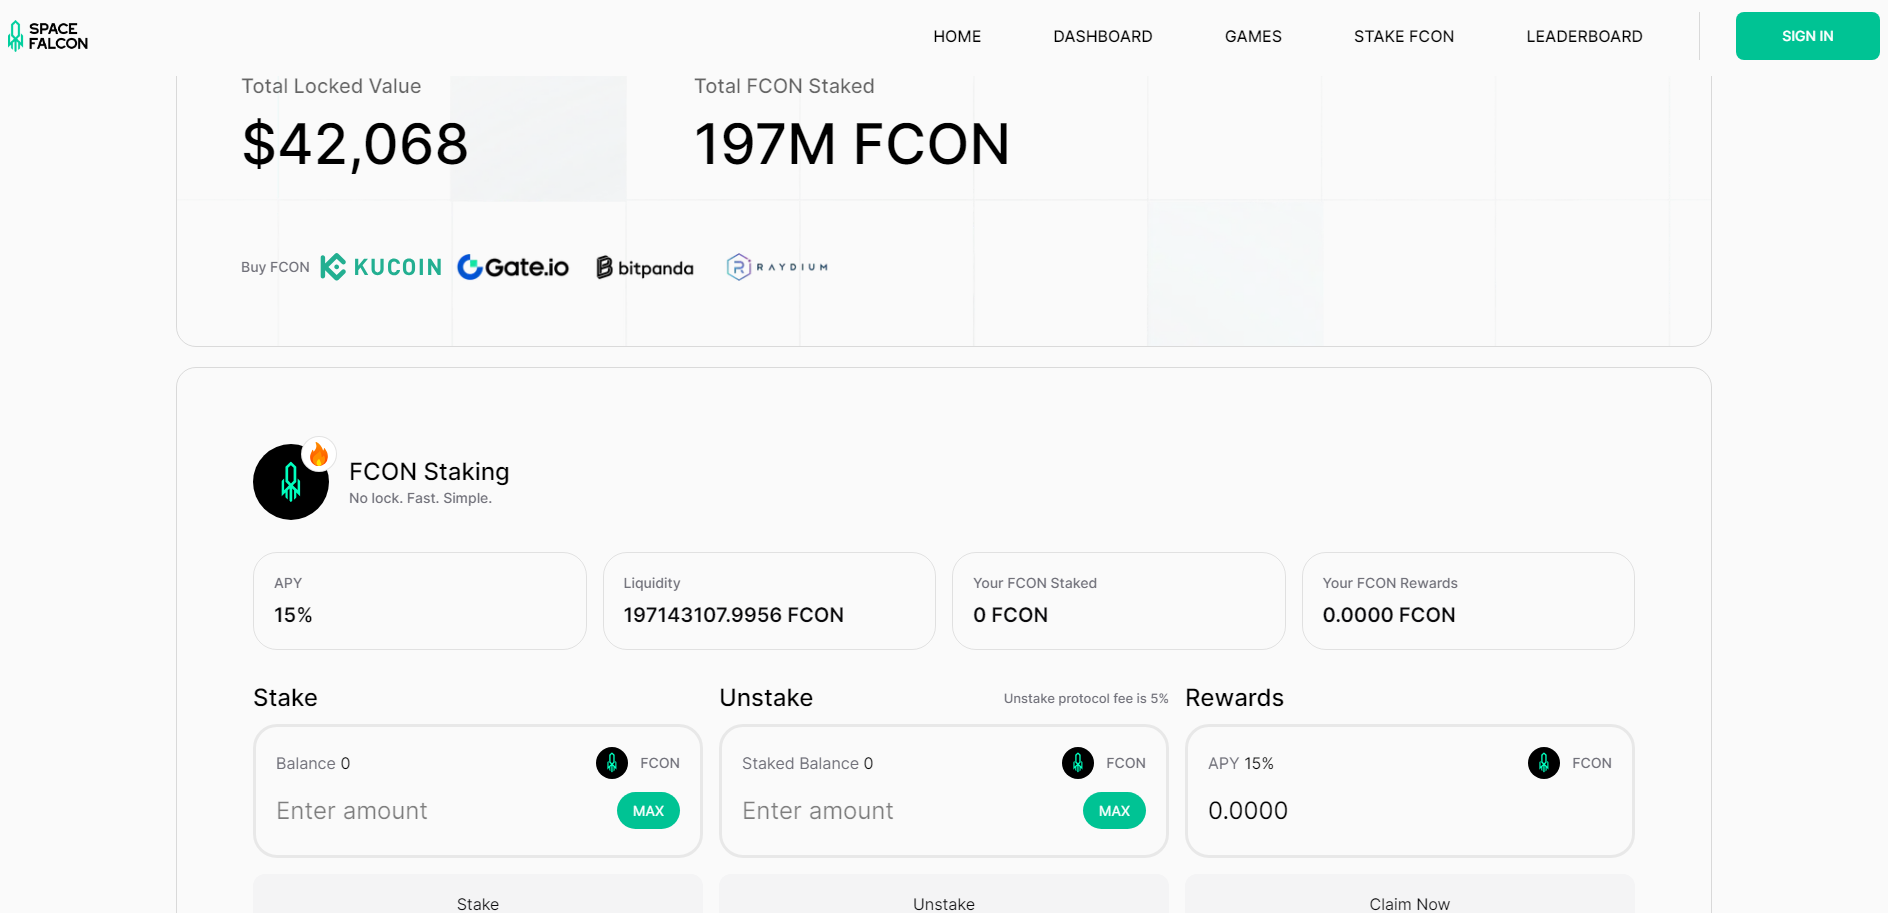 SPACE
FALCON
HOME
DASHBOARD
GAMES
STAKE FCON
LEADERBOARD
SIGN IN
Total Locked Value
$42,068
Total FCON Staked
197M FCON
Buy FCON
KUCOIN
Gate.io
bitpanda
RAYDIUM
FCON Staking
No lock. Fast. Simple.
APY
15%
Liquidity
197143107.9956 FCON
Your FCON Staked
0 FCON
Your FCON Rewards
0.0000 FCON
Stake
Balance 0
FCON
Enter amount
MAX
Stake
Unstake
Unstake protocol fee is 5%
Staked Balance 0
FCON
Enter amount
MAX
Unstake
Rewards
APY 15%
FCON
0.0000
Claim Now